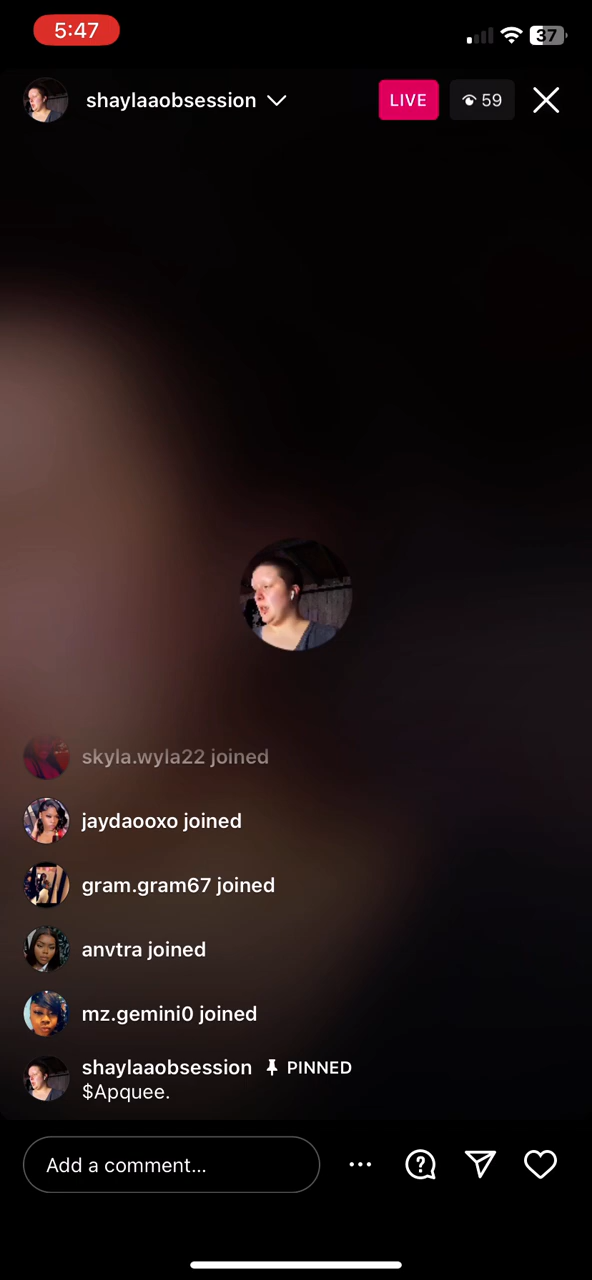 5:47
37
shaylaaobsession
LIVE
59
skyla.wyla22 joined
jaydaooxo joined
gram.gram67 joined
anvtra joined
mz.gemini0 joined
shaylaaobsession PINNED
$Apquee.
Add a comment...